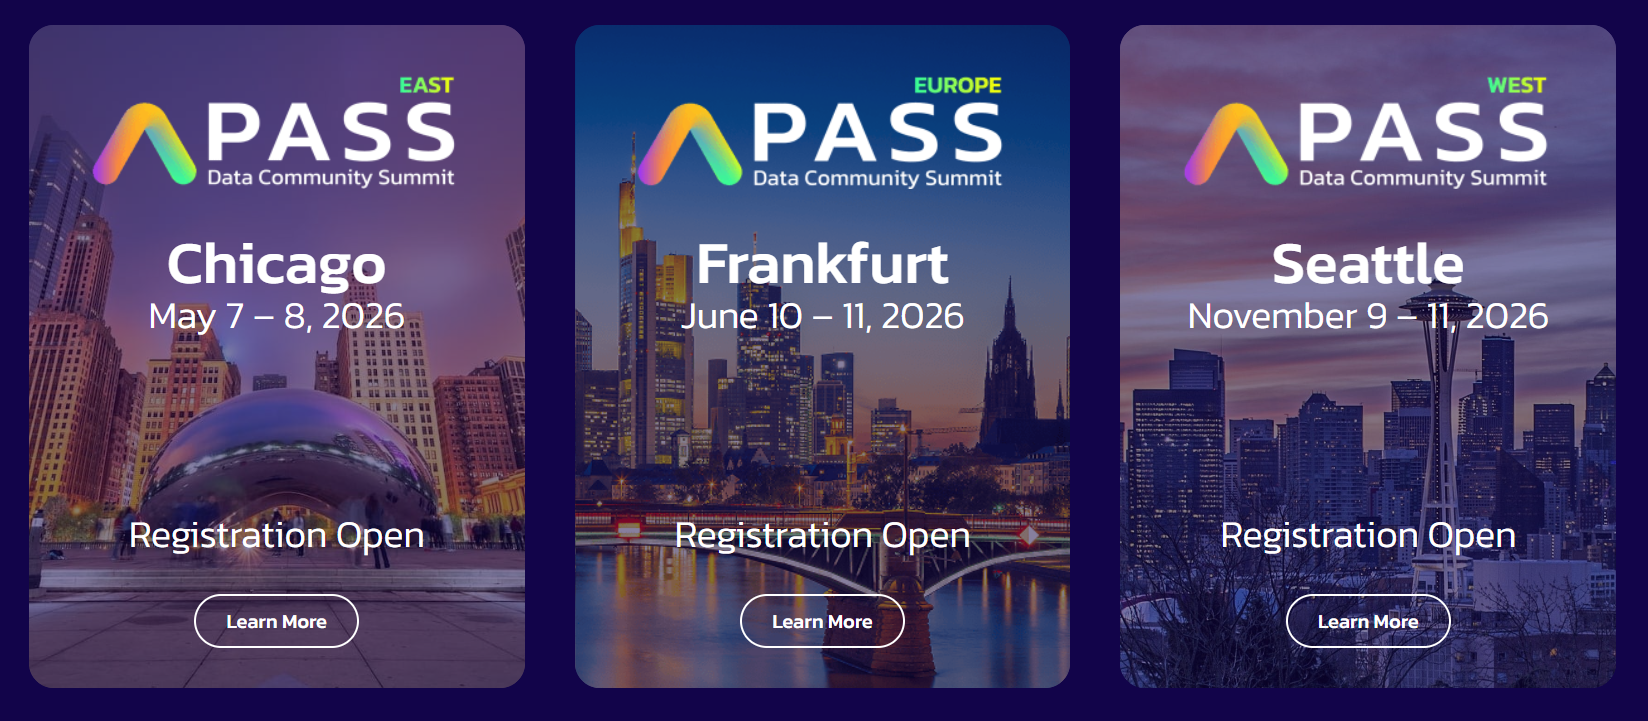 EAST
PASS
Data Community Summit
Chicago
May 7 – 8, 2026
Registration Open
Learn More
EUROPE
PASS
Data Community Summit
Frankfurt
June 10 – 11, 2026
Registration Open
Learn More
WEST
PASS
Data Community Summit
Seattle
November 9 – 11, 2026
Registration Open
Learn More